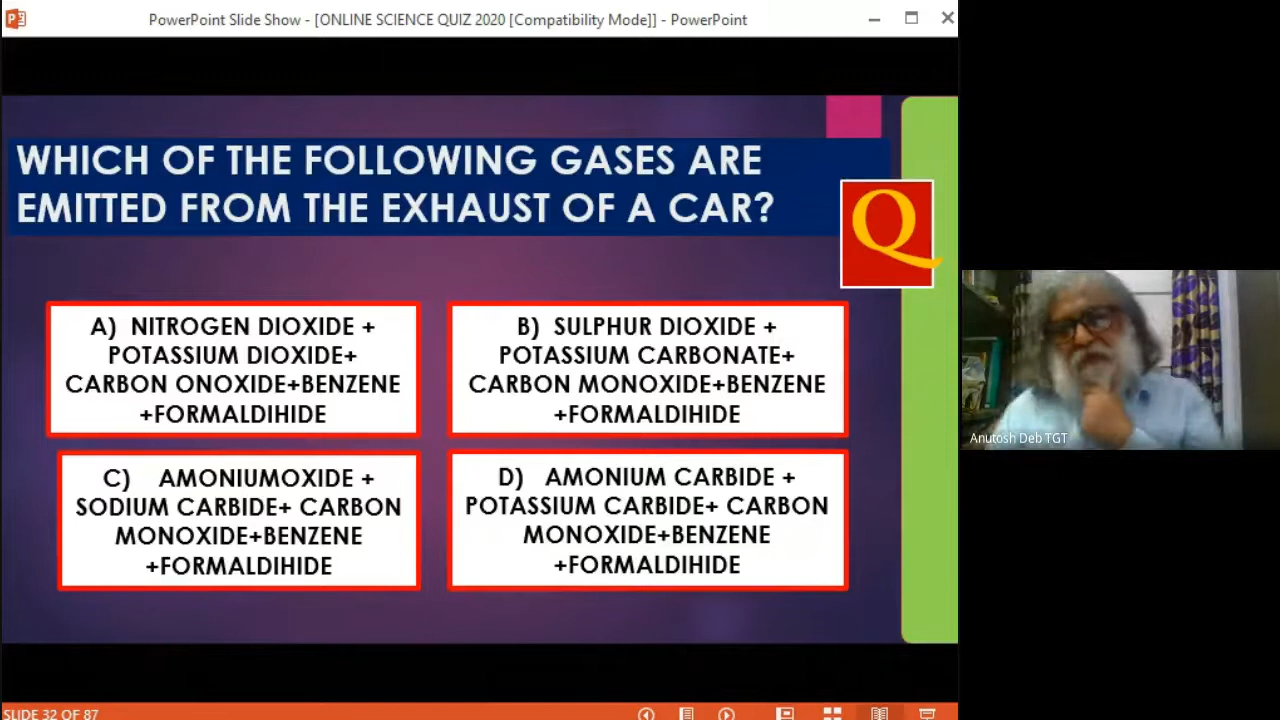 PowerPoint Slide Show - [ONLINE SCIENCE QUIZ 2020 [Compatibility Mode]] - PowerPoint
WHICH OF THE FOLLOWING GASES ARE
EMITTED FROM THE EXHAUST OF A CAR?
Q
A) NITROGEN DIOXIDE +
POTASSIUM DIOXIDE+
CARBON ONOXIDE+BENZENE
+FORMALDIHIDE
B) SULPHUR DIOXIDE +
POTASSIUM CARBONATE+
CARBON MONOXIDE+BENZENE
+FORMALDIHIDE
C) AMONIUMOXIDE +
SODIUM CARBIDE+ CARBON
MONOXIDE+BENZENE
+FORMALDIHIDE
D) AMONIUM CARBIDE +
POTASSIUM CARBIDE+ CARBON
MONOXIDE+BENZENE
+FORMALDIHIDE
Anutosh Deb TGT
SLIDE 32 OF 87